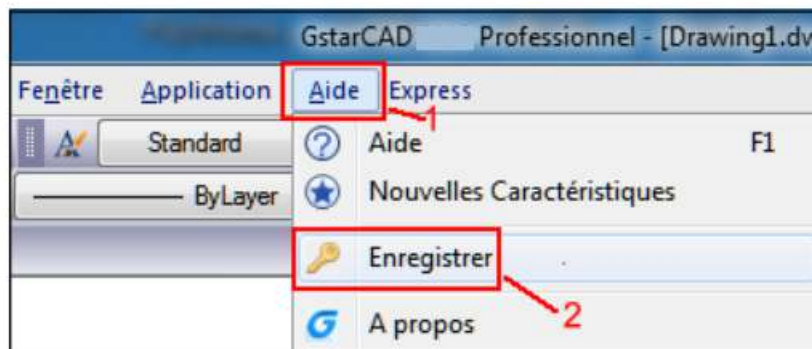 GstarCAD Professionnel - [Drawing1.dw
Fenêtre Application Aide Express
1
Standard Aide F1
ByLayer Nouvelles Caractéristiques
Enregistrer
2
A propos